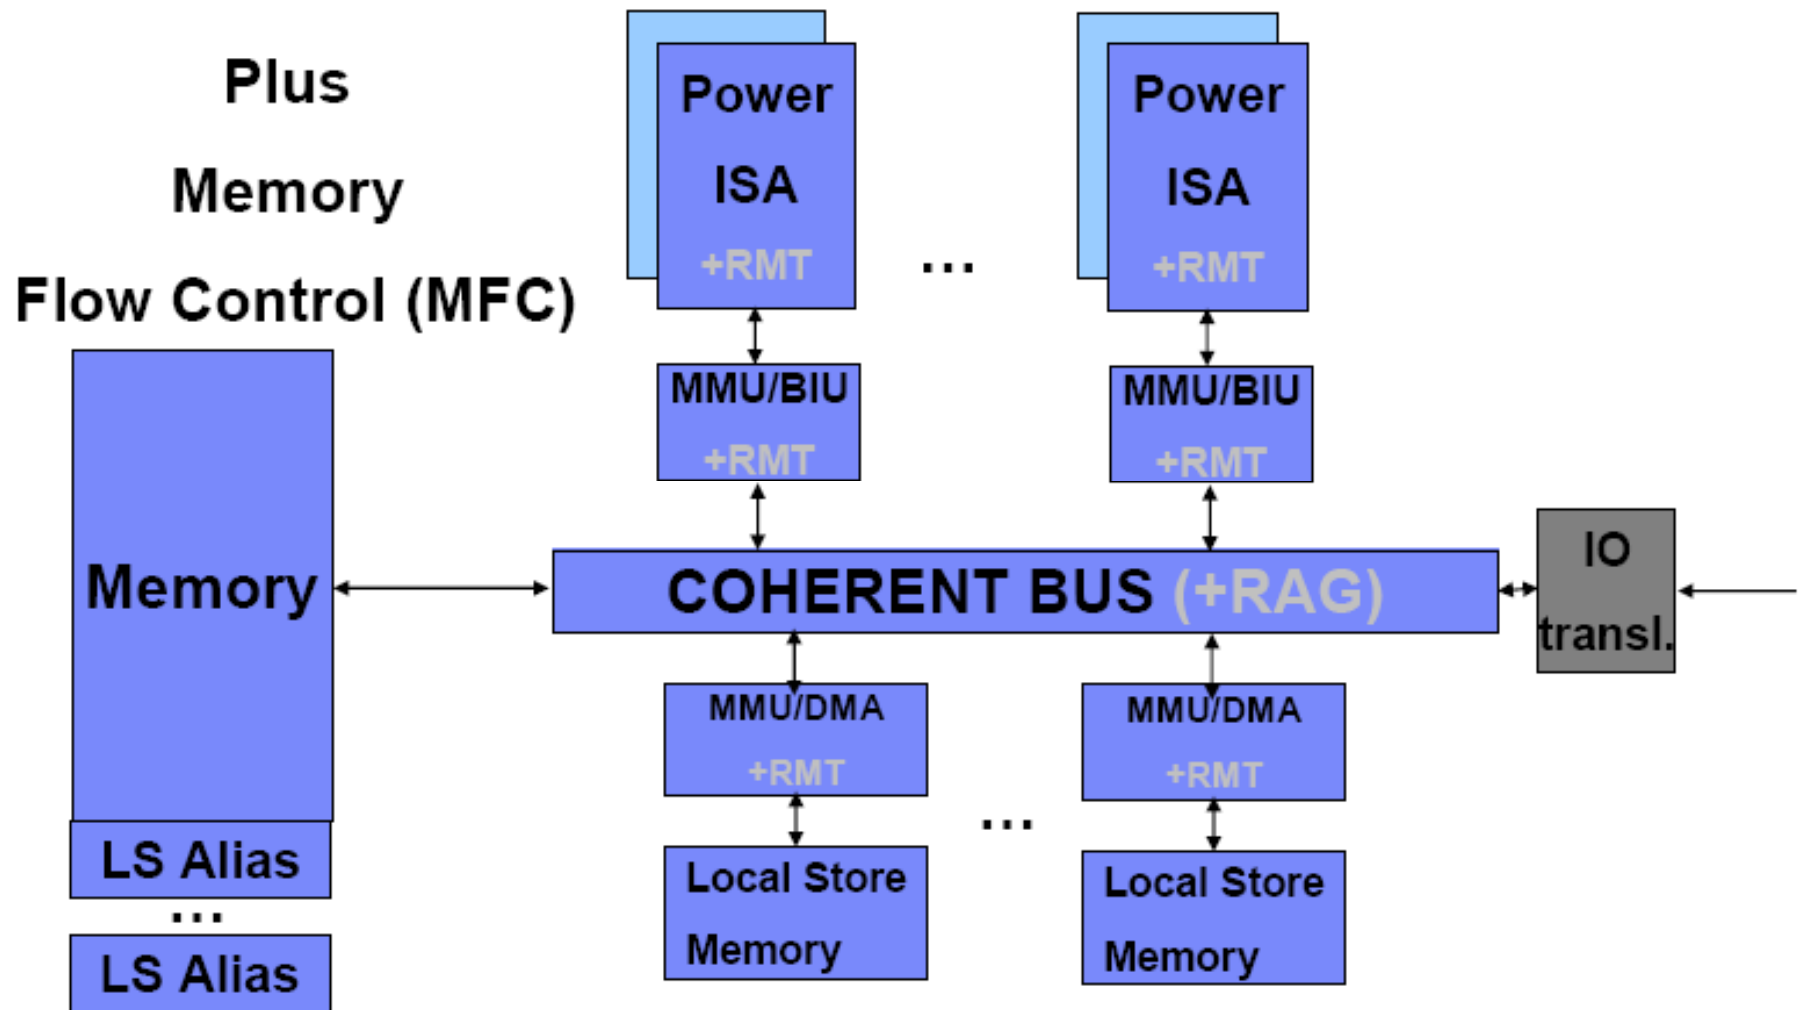 Plus
Memory
Flow Control (MFC)
Power
ISA
+RMT
...
Power
ISA
+RMT
MMU/BIU
+RMT
MMU/BIU
+RMT
Memory
COHERENT BUS (+RAG)
IO
transl.
MMU/DMA
+RMT
MMU/DMA
+RMT
...
LS Alias
...
LS Alias
Local Store
Memory
Local Store
Memory